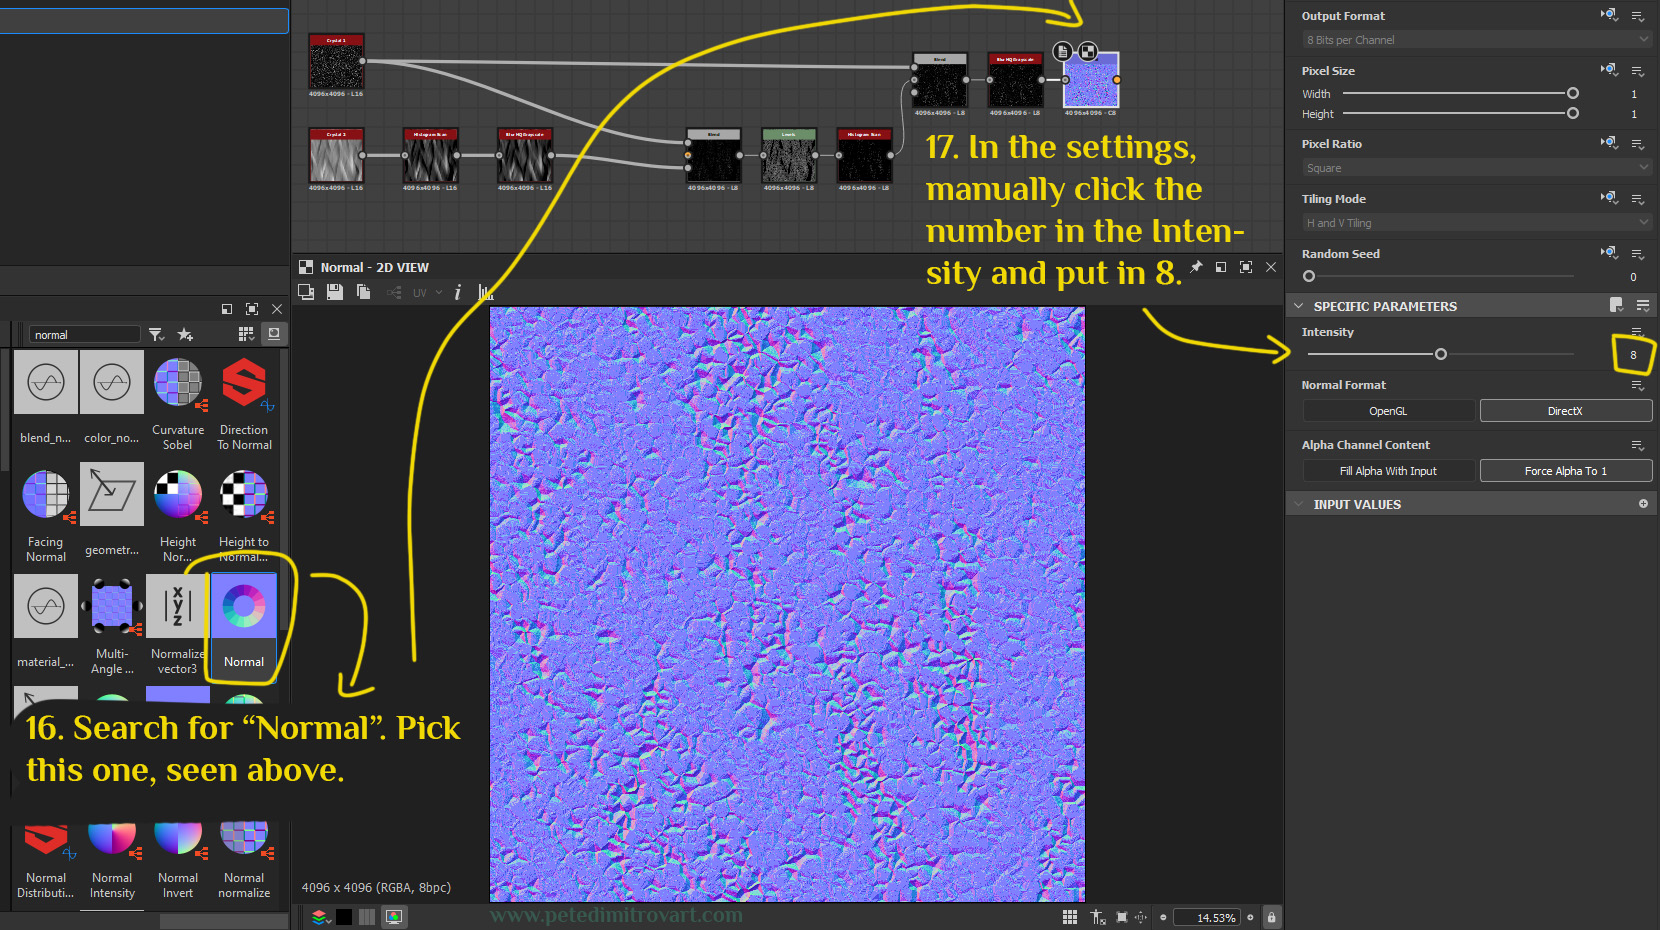 Crystal 1
4096x4096 - L16
Crystal 2
4096x4096 - L16
Histogram Scan
4096x4096 - L16
Blur HQ Grayscale
4096x4096 - L16
Blend
4096x4096 - L8
Levels
4096x4096 - L8
Histogram Scan
4096x4096 - L8
Blend
4096x4096 - L8
Blur HQ Grayscale
4096x4096 - L8
4096x4096 - C8
17. In the settings,
manually click the
number in the Inten-
sity and put in 8.
Normal - 2D VIEW
UV
normal
blend_n...
color_no...
Curvature
Sobel
Direction
To Normal
Facing
Normal
geometr...
Height
Nor...
Height to
Normal...
material_...
Multi-
Angle ...
Normalize
vector3
Normal
16. Search for “Normal”. Pick
this one, seen above.
Normal
Distributi...
Normal
Intensity
Normal
Invert
Normal
normalize
4096 x 4096 (RGBA, 8bpc)
www.petedimitrovart.com
14.53%
Output Format
8 Bits per Channel
Pixel Size
Width 1
Height 1
Pixel Ratio
Square
Tiling Mode
H and V Tiling
Random Seed
0
SPECIFIC PARAMETERS
Intensity
8
Normal Format
OpenGL DirectX
Alpha Channel Content
Fill Alpha With Input Force Alpha To 1
INPUT VALUES